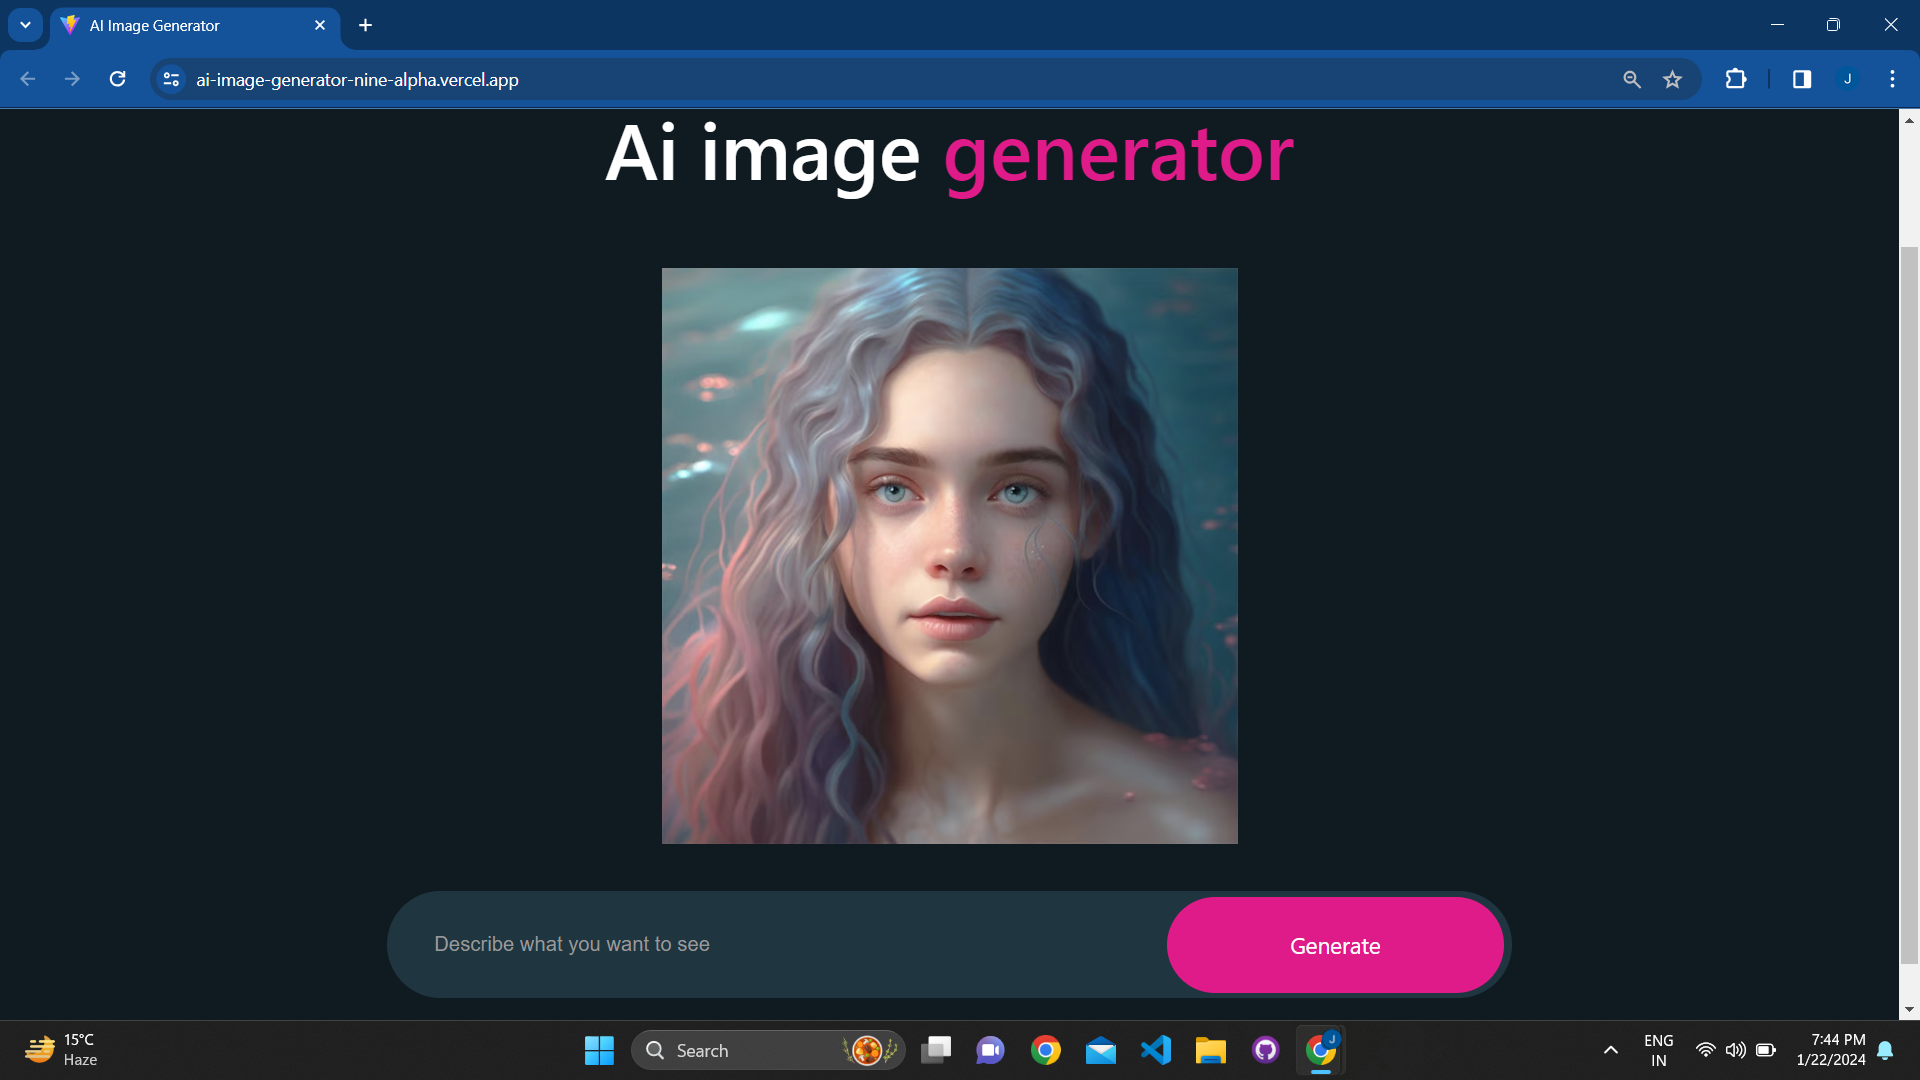 AI Image Generator
ai-image-generator-nine-alpha.vercel.app
J
Ai image generator
Describe what you want to see
Generate
15°C
Haze
Search
J
ENG
IN
7:44 PM
1/22/2024